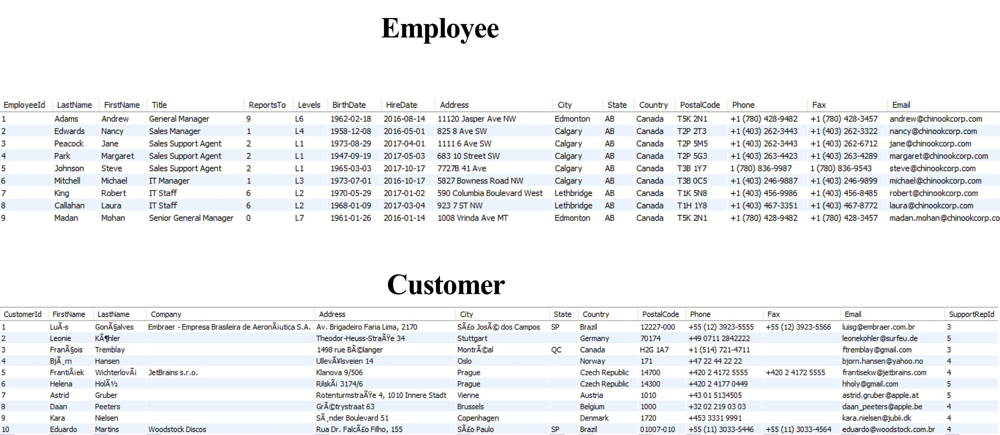 Employee
EmployeeId LastName FirstName Title ReportsTo Levels BirthDate HireDate Address City State Country PostalCode Phone Fax Email
1 Adams Andrew General Manager 9 L6 1962-02-18 2016-08-14 11120 Jasper Ave NW Edmonton AB Canada T5K 2N1 +1 (780) 428-9482 +1 (780) 428-3457 andrew@chinookcorp.com
2 Edwards Nancy Sales Manager 1 L4 1958-12-08 2016-05-01 825 8 Ave SW Calgary AB Canada T2P 2T3 +1 (403) 262-3443 +1 (403) 262-3322 nancy@chinookcorp.com
3 Peacock Jane Sales Support Agent 2 L1 1973-08-29 2017-04-01 1111 6 Ave SW Calgary AB Canada T2P 5M5 +1 (403) 262-3443 +1 (403) 262-6712 jane@chinookcorp.com
4 Park Margaret Sales Support Agent 2 L1 1947-09-19 2017-05-03 683 10 Street SW Calgary AB Canada T2P 5G3 +1 (403) 263-4423 +1 (403) 263-4289 margaret@chinookcorp.com
5 Johnson Steve Sales Support Agent 2 L1 1965-03-03 2017-10-17 7727B 41 Ave Calgary AB Canada T3B 1Y7 1 (780) 836-9987 1 (780) 836-9543 steve@chinookcorp.com
6 Mitchell Michael IT Manager 1 L3 1973-07-01 2016-10-17 5827 Bowness Road NW Calgary AB Canada T3B 0C5 +1 (403) 246-9887 +1 (403) 246-9899 michael@chinookcorp.com
7 King Robert IT Staff 6 L2 1970-05-29 2017-01-02 590 Columbia Boulevard West Lethbridge AB Canada T1K 5N8 +1 (403) 456-9986 +1 (403) 456-8485 robert@chinookcorp.com
8 Callahan Laura IT Staff 6 L2 1968-01-09 2017-03-04 923 7 ST NW Lethbridge AB Canada T1H 1Y8 +1 (403) 467-3351 +1 (403) 467-8772 laura@chinookcorp.com
9 Madan Mohan Senior General Manager 0 L7 1961-01-26 2016-01-14 1008 Vrinda Ave MT Edmonton AB Canada T5K 2N1 +1 (780) 428-9482 +1 (780) 428-3457 madan.mohan@chinookcorp.co
Customer
CustomerId FirstName LastName Company Address City State Country PostalCode Phone Fax Email SupportRepId
1 LuÃ-s GonÃ§alves Embraer - Empresa Brasileira de AeronÃ¡utica S.A. Av. Brigadeiro Faria Lima, 2170 SÃ£o JosÃ© dos Campos SP Brazil 12227-000 +55 (12) 3923-5555 +55 (12) 3923-5566 luisg@embraer.com.br 3
2 Leonie KÃ¶hler Theodor-Heuss-StraÃŸe 34 Stuttgart Germany 70174 +49 0711 2842222 leonekohler@surfeu.de 5
3 FranÃ§ois Tremblay 1498 rue BÃ©langer MontrÃ©al QC Canada H2G 1A7 +1 (514) 721-4711 ftremblay@gmail.com 3
4 BjÃ¸rn Hansen UllevÃ¥lsveien 14 Oslo Norway 171 +47 22 44 22 22 bjorn.hansen@yahoo.no 4
5 FrantiÅ¡ek WichterlovÃ¡ JetBrains s.r.o. Klanova 9/506 Prague Czech Republic 14700 +420 2 4172 5555 +420 2 4172 5555 frantisekw@jetbrains.com 4
6 Helena HolÃ½ RilskÃ¡ 3174/6 Prague Czech Republic 14300 +420 2 4177 0449 hholy@gmail.com 5
7 Astrid Gruber RotenturmstraÃŸe 4, 1010 Innere Stadt Vienne Austria 1010 +43 01 5134505 astrid.gruber@apple.at 5
8 Daan Peeters GrÃ©trystraat 63 Brussels Belgium 1000 +32 02 219 03 03 daan_peeters@apple.be 4
9 Kara Nielsen SÃ¸nder Boulevard 51 Copenhagen Denmark 1720 +453 3331 9991 kara.nielsen@jubii.dk 4
10 Eduardo Martins Woodstock Discos Rua Dr. FalcÃ£o Filho, 155 SÃ£o Paulo SP Brazil 01007-010 +55 (11) 3033-5446 +55 (11) 3033-4564 eduardo@woodstock.com.br 4